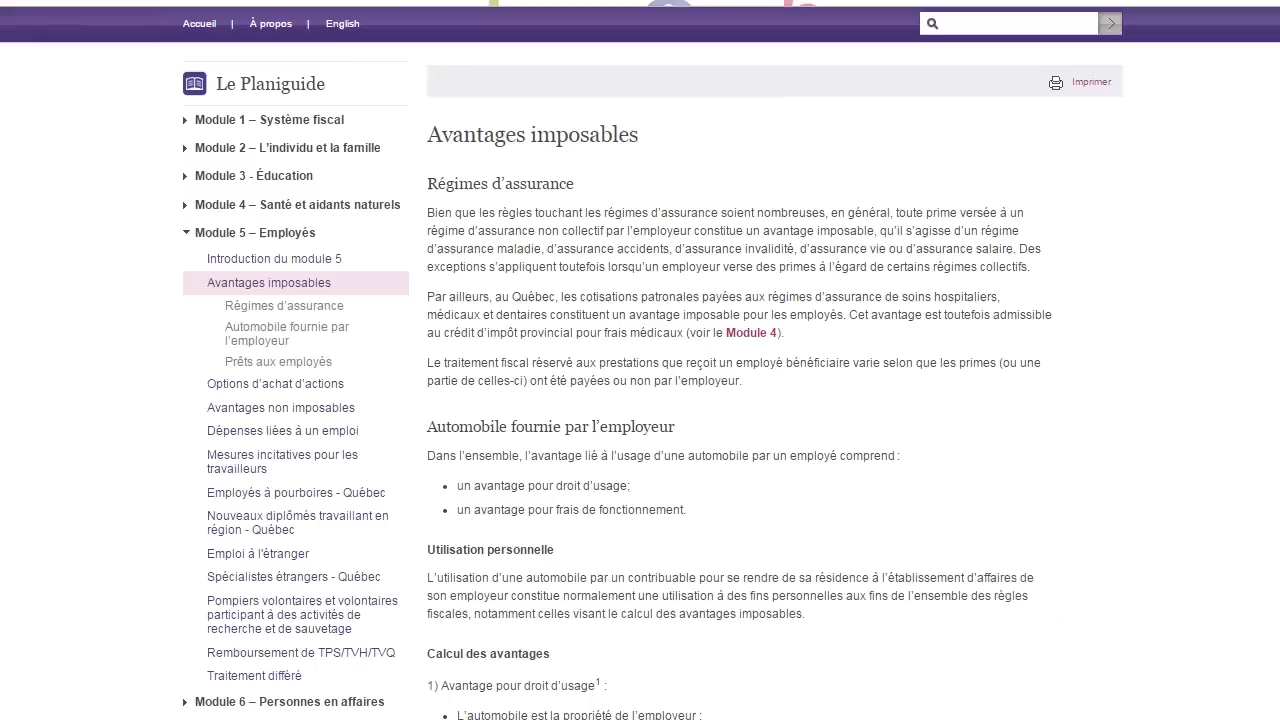 Accueil | À propos | English
Le Planiguide
Imprimer
Module 1 – Système fiscal
Module 2 – L’individu et la famille
Module 3 - Éducation
Module 4 – Santé et aidants naturels
Module 5 – Employés
Introduction du module 5
Avantages imposables
Régimes d’assurance
Automobile fournie par
l’employeur
Prêts aux employés
Options d’achat d’actions
Avantages non imposables
Dépenses liées à un emploi
Mesures incitatives pour les
travailleurs
Employés à pourboires - Québec
Nouveaux diplômés travaillant en
région - Québec
Emploi à l'étranger
Spécialistes étrangers - Québec
Pompiers volontaires et volontaires
participant à des activités de
recherche et de sauvetage
Remboursement de TPS/TVH/TVQ
Traitement différé
Module 6 – Personnes en affaires
Avantages imposables
Régimes d’assurance
Bien que les règles touchant les régimes d’assurance soient nombreuses, en général, toute prime versée à un
régime d’assurance non collectif par l’employeur constitue un avantage imposable, qu’il s’agisse d’un régime
d’assurance maladie, d’assurance accidents, d’assurance invalidité, d’assurance vie ou d’assurance salaire. Des
exceptions s’appliquent toutefois lorsqu’un employeur verse des primes à l’égard de certains régimes collectifs.
Par ailleurs, au Québec, les cotisations patronales payées aux régimes d’assurance de soins hospitaliers,
médicaux et dentaires constituent un avantage imposable pour les employés. Cet avantage est toutefois admissible
au crédit d’impôt provincial pour frais médicaux (voir le Module 4).
Le traitement fiscal réservé aux prestations que reçoit un employé bénéficiaire varie selon que les primes (ou une
partie de celles-ci) ont été payées ou non par l’employeur.
Automobile fournie par l’employeur
Dans l’ensemble, l’avantage lié à l’usage d’une automobile par un employé comprend :
• un avantage pour droit d’usage;
• un avantage pour frais de fonctionnement.
Utilisation personnelle
L’utilisation d’une automobile par un contribuable pour se rendre de sa résidence à l’établissement d’affaires de
son employeur constitue normalement une utilisation à des fins personnelles aux fins de l’ensemble des règles
fiscales, notamment celles visant le calcul des avantages imposables.
Calcul des avantages
1) Avantage pour droit d’usage1 :
• L’automobile est la propriété de l’employeur :